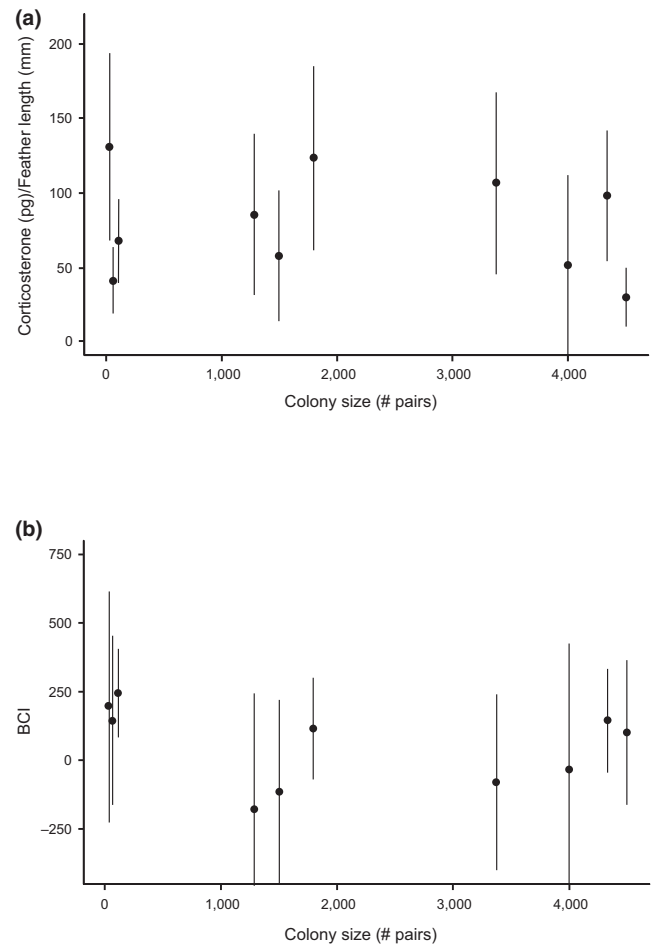 (a)
Corticosterone (pg)/Feather length (mm)
200
150
100
50
0
0 1,000 2,000 3,000 4,000
Colony size (# pairs)
(b)
BCI
750
500
250
0
–250
0 1,000 2,000 3,000 4,000
Colony size (# pairs)